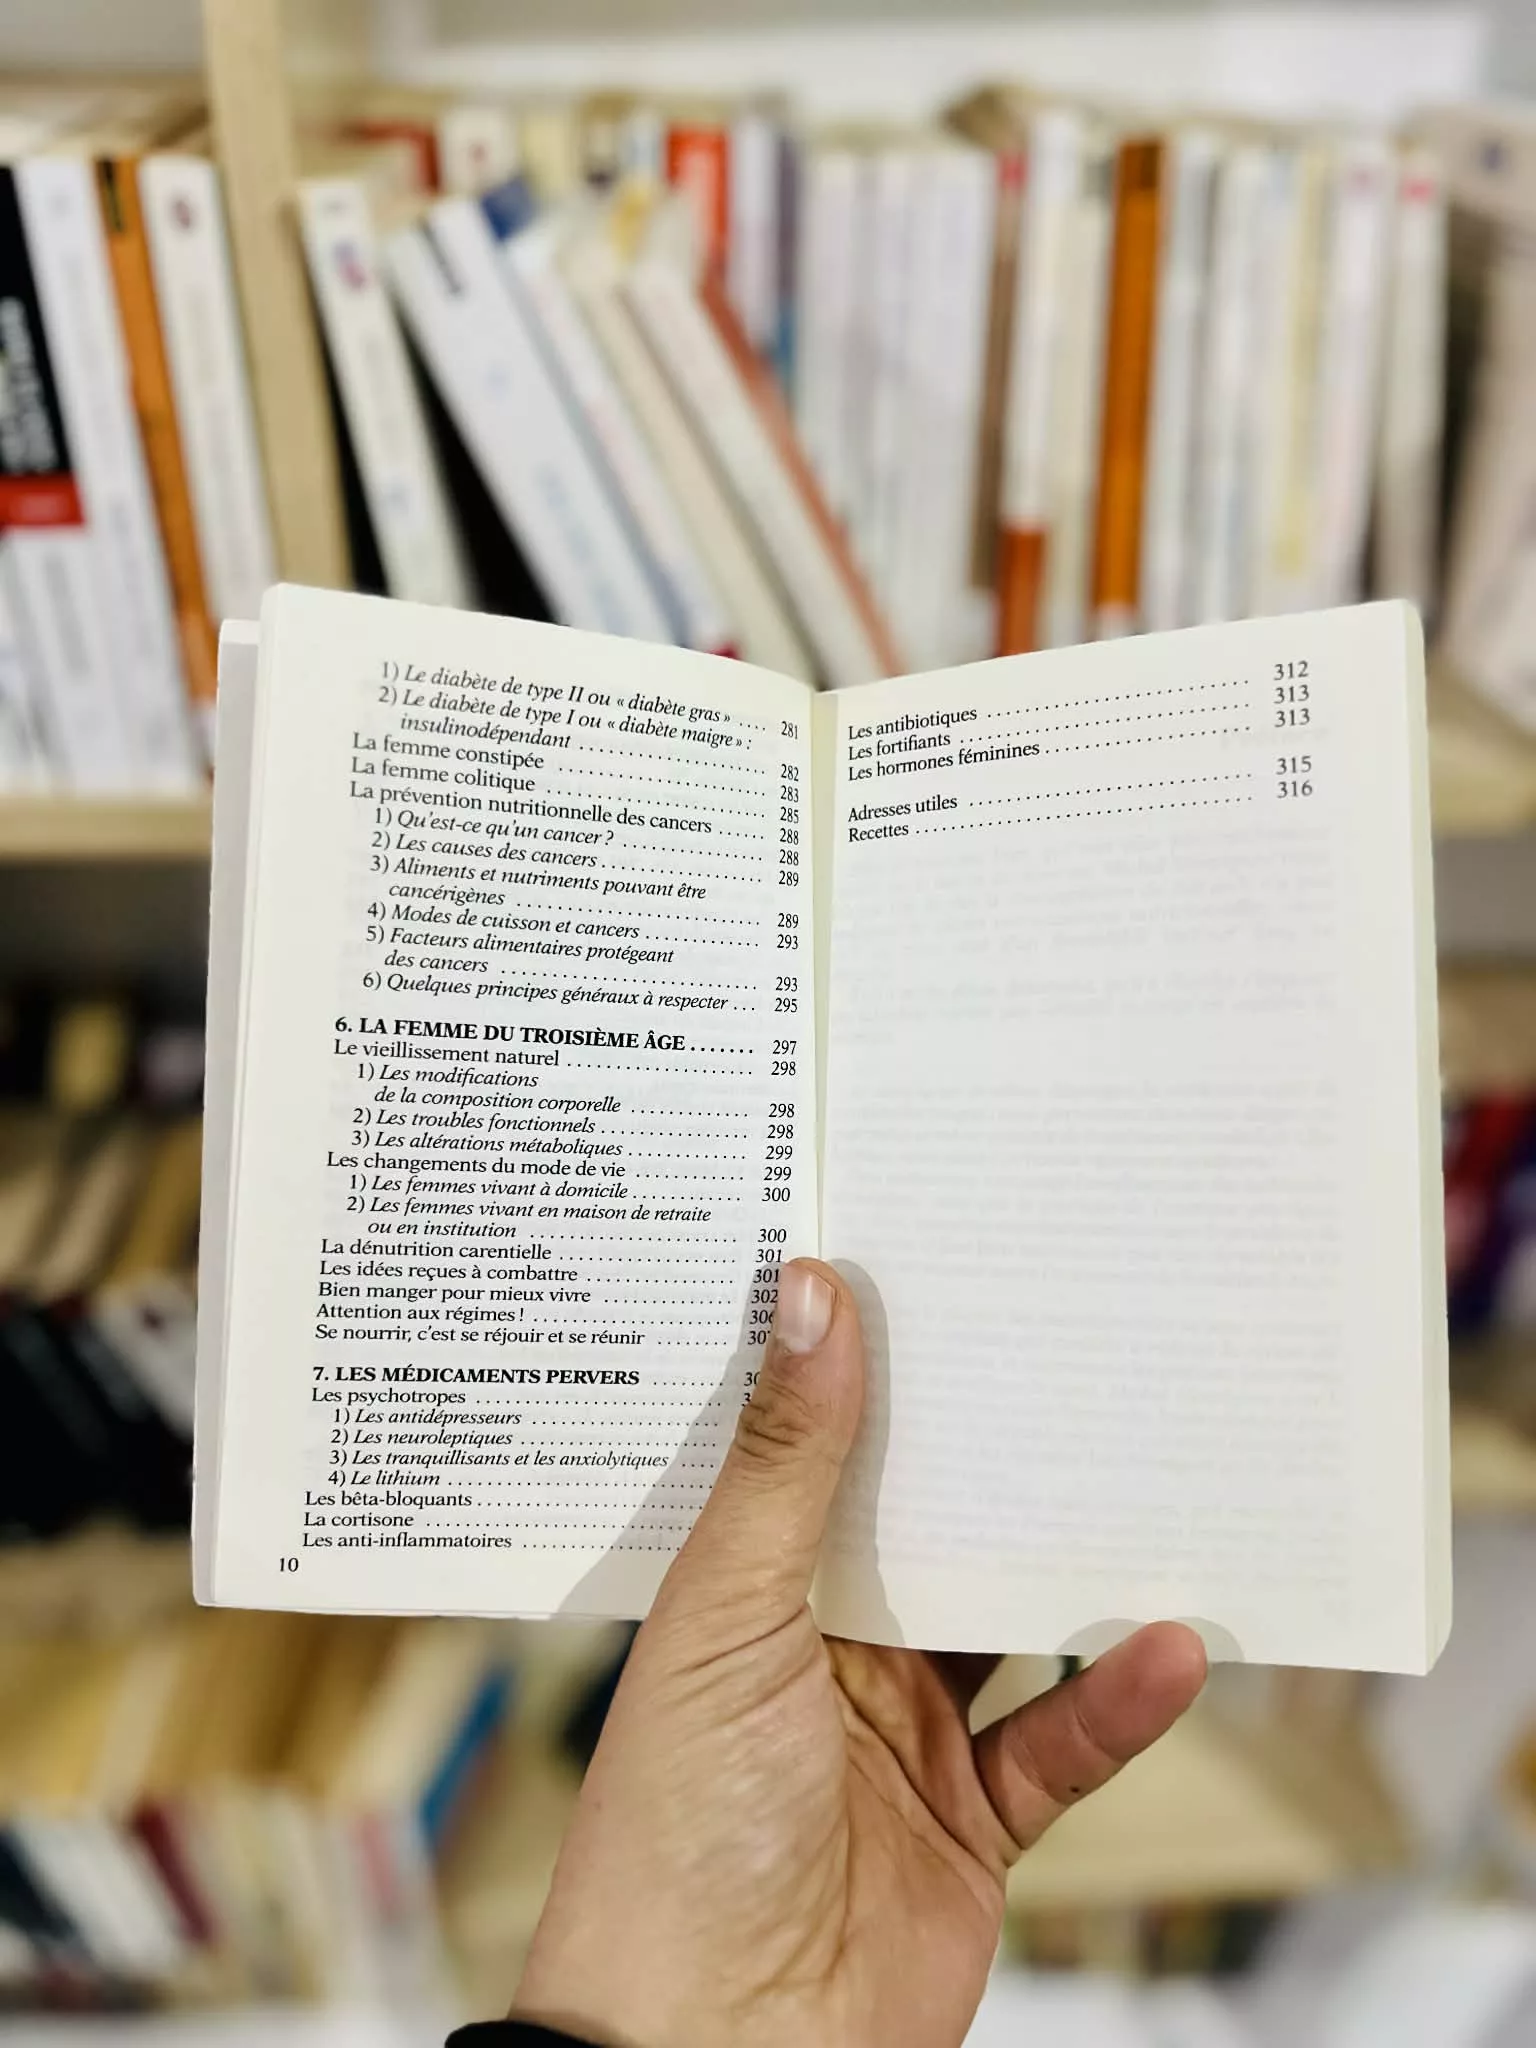 1) Le diabète de type II ou « diabète gras » .... 281
2) Le diabète de type I ou « diabète maigre » :
insulinodépendant .................... 282
La femme constipée .................... 283
La femme colitique ...................... 285
La prévention nutritionnelle des cancers ...... 288
1) Qu'est-ce qu'un cancer ? ................ 288
2) Les causes des cancers .................. 289
3) Aliments et nutriments pouvant être
cancérigènes .......................... 289
4) Modes de cuisson et cancers ............. 293
5) Facteurs alimentaires protégeant
des cancers ........................... 293
6) Quelques principes généraux à respecter ... 295
6. LA FEMME DU TROISIÈME ÂGE ....... 297
Le vieillissement naturel .................... 298
1) Les modifications
de la composition corporelle ............. 298
2) Les troubles fonctionnels ................ 298
3) Les altérations métaboliques ............. 299
Les changements du mode de vie ............ 299
1) Les femmes vivant à domicile ............ 300
2) Les femmes vivant en maison de retraite
ou en institution ...................... 300
La dénutrition carentielle ................... 301
Les idées reçues à combattre ................ 301
Bien manger pour mieux vivre .............. 302
Attention aux régimes ! .....................
Se nourrir, c'est se réjouir et se réunir ........
7. LES MÉDICAMENTS PERVERS ........
Les psychotropes ..........................
1) Les antidépresseurs ....................
2) Les neuroleptiques .....................
3) Les tranquillisants et les anxiolytiques ....
4) Le lithium ............................
Les bêta-bloquants .........................
La cortisone ..............................
Les anti-inflammatoires ...................
10
Les antibiotiques ........................... 312
Les fortifiants ............................. 313
Les hormones féminines ..................... 313
Adresses utiles ............................ 315
Recettes .................................. 316